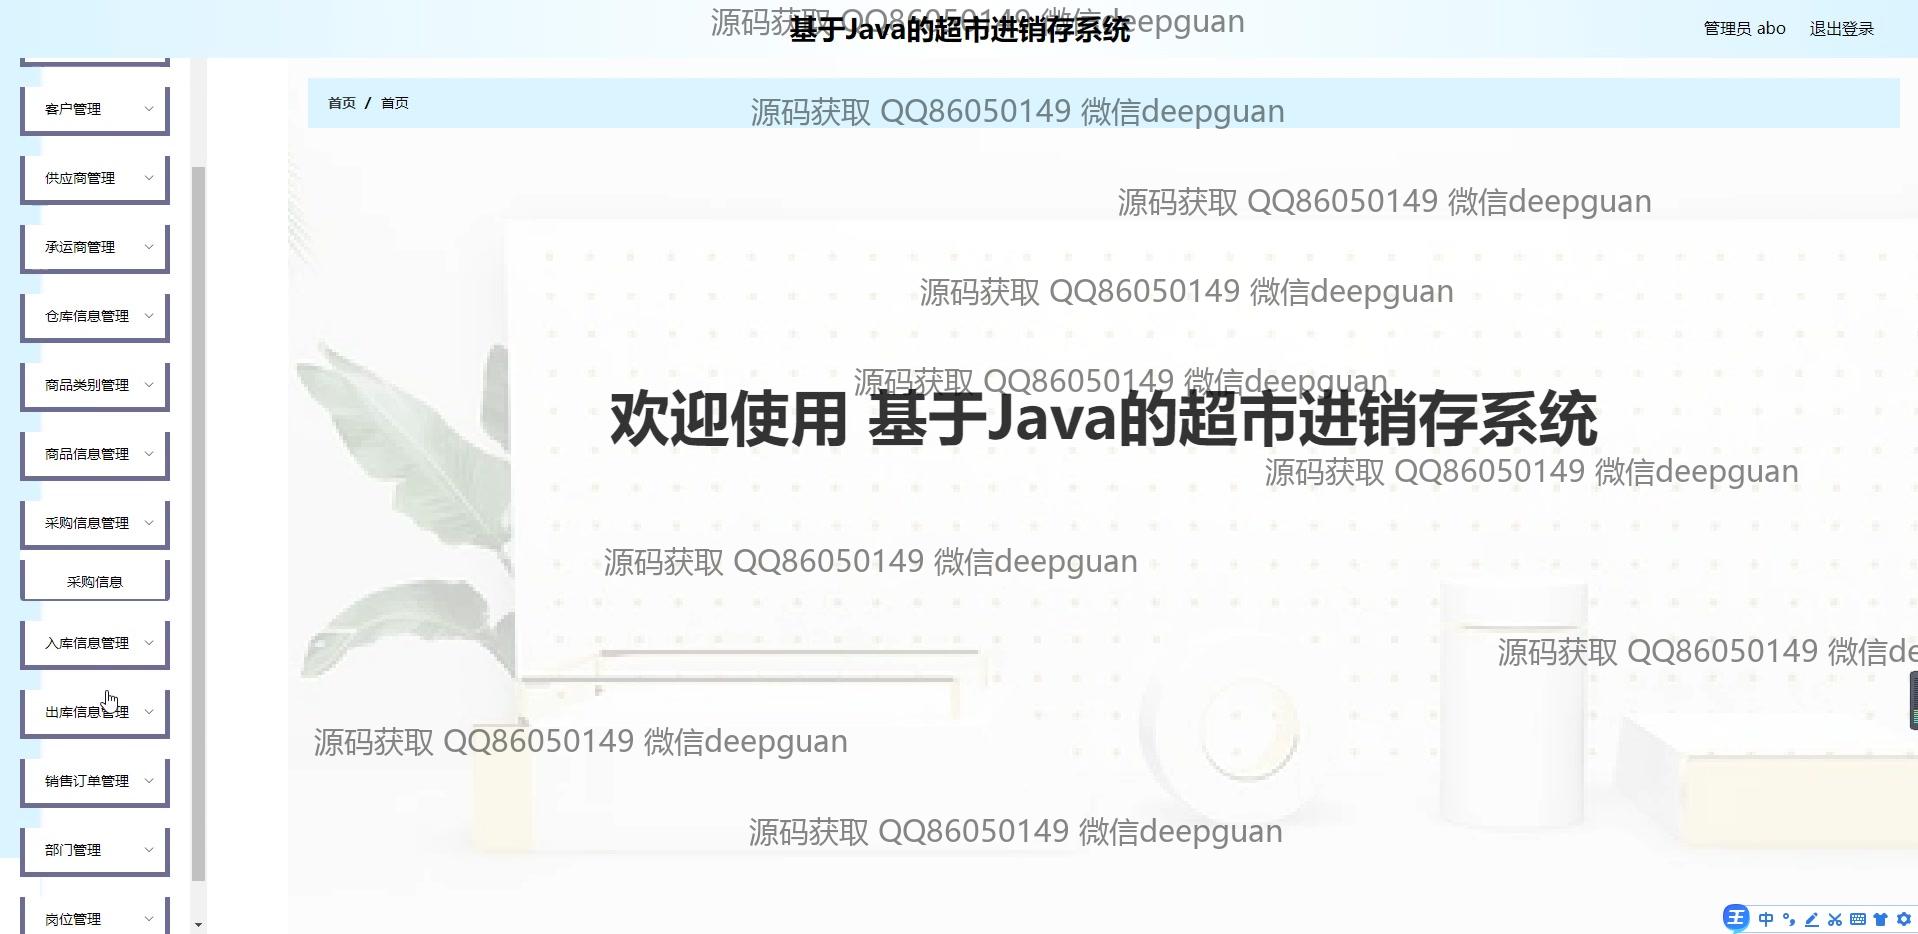 源码获取 QQ86050149 微信deepguan
基于Java的超市进销存系统
管理员 abo
退出登录
首页 / 首页
源码获取 QQ86050149 微信deepguan
客户管理
供应商管理
源码获取 QQ86050149 微信deepguan
承运商管理
源码获取 QQ86050149 微信deepguan
仓库信息管理
商品类别管理
源码获取 QQ86050149 微信deepguan
欢迎使用 基于Java的超市进销存系统
商品信息管理
源码获取 QQ86050149 微信deepguan
采购信息管理
源码获取 QQ86050149 微信deepguan
采购信息
入库信息管理
源码获取 QQ86050149 微信de
出库信息管理
源码获取 QQ86050149 微信deepguan
销售订单管理
源码获取 QQ86050149 微信deepguan
部门管理
岗位管理
王 中